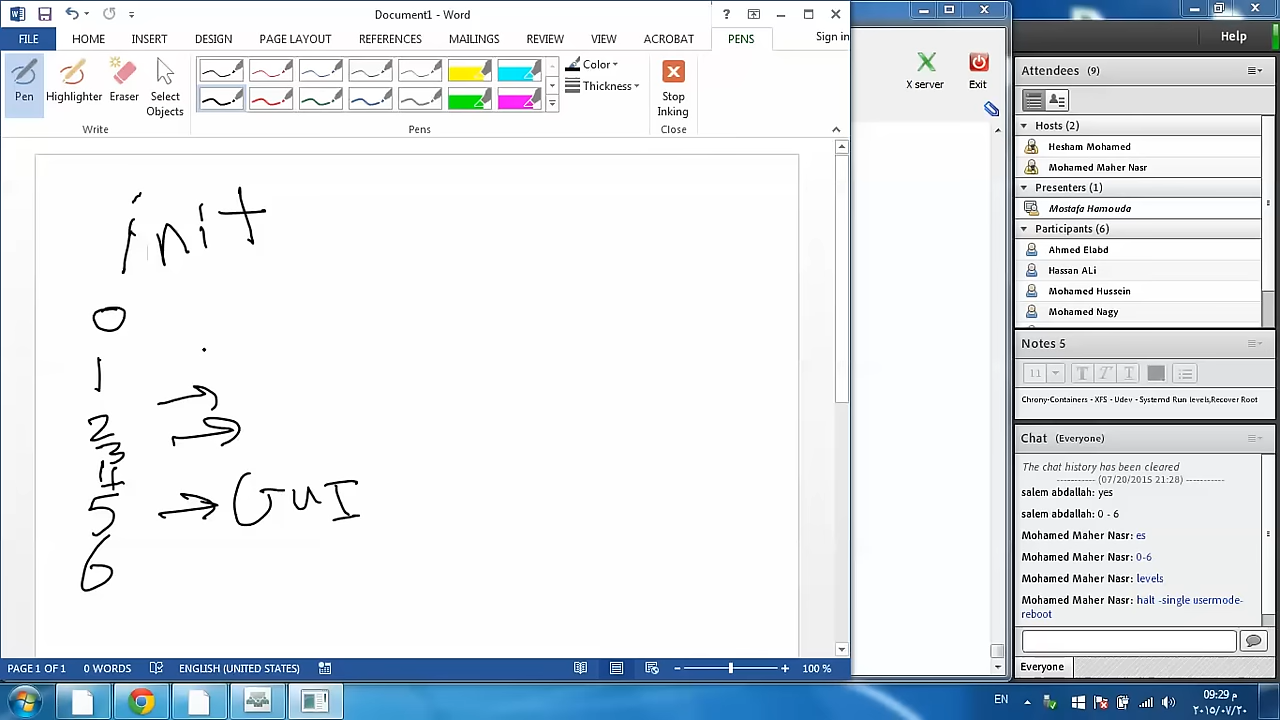 Document1 - Word
?
FILE
HOME
INSERT
DESIGN
PAGE LAYOUT
REFERENCES
MAILINGS
REVIEW
VIEW
ACROBAT
PENS
Sign in
Pen
Highlighter
Eraser
Select
Objects
Color
Thickness
Stop
Inking
Write
Pens
Close
init
0
1
2
3
4
5 → GUI
6
PAGE 1 OF 1
0 WORDS
ENGLISH (UNITED STATES)
100 %
X server
Exit
Help
Attendees (9)
Hosts (2)
Hesham Mohamed
Mohamed Maher Nasr
Presenters (1)
Mostafa Hamouda
Participants (6)
Ahmed Elabd
Hassan ALi
Mohamed Hussein
Mohamed Nagy
Notes 5
11
Chrony-Containers - XFS - Udev - Systemd Run levels,Recover Root
Chat (Everyone)
The chat history has been cleared
----------- (07/20/2015 21:28) -----------
salem abdallah: yes
salem abdallah: 0 - 6
Mohamed Maher Nasr: es
Mohamed Maher Nasr: 0-6
Mohamed Maher Nasr: levels
Mohamed Maher Nasr: halt -single usermode-
reboot
Everyone
EN
09:29 م
٢٠١٥/٠٧/٢٠